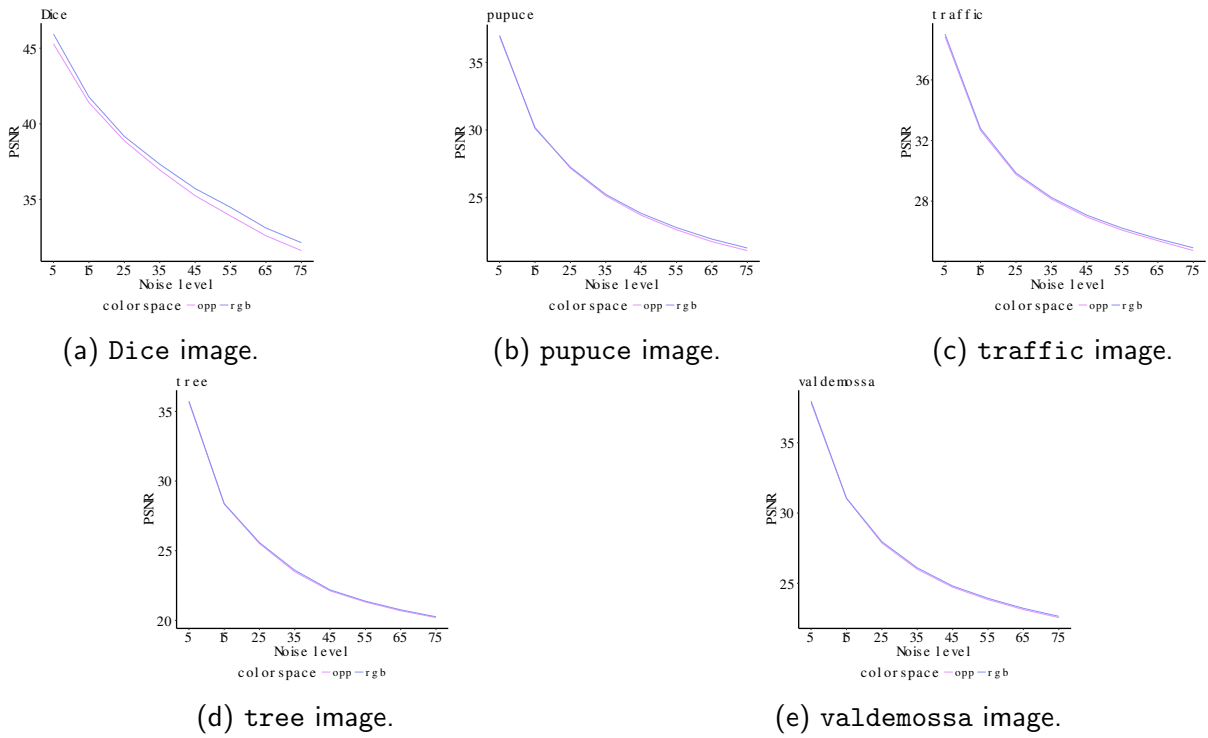 Dice
45
40
35
PSNR
5 15 25 35 45 55 65 75
Noise level
colorspace opp rgb
(a) Dice image.
pupuce
35
30
25
PSNR
5 15 25 35 45 55 65 75
Noise level
colorspace opp rgb
(b) pupuce image.
traffic
36
32
28
PSNR
5 15 25 35 45 55 65 75
Noise level
colorspace opp rgb
(c) traffic image.
tree
35
30
25
20
PSNR
5 15 25 35 45 55 65 75
Noise level
colorspace opp rgb
(d) tree image.
valdemossa
35
30
25
PSNR
5 15 25 35 45 55 65 75
Noise level
colorspace opp rgb
(e) valdemossa image.